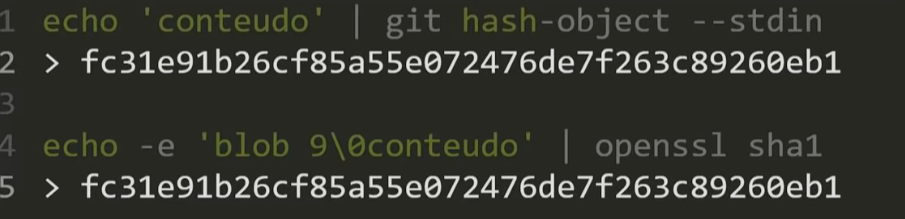 1 echo 'conteudo' | git hash-object --stdin
2 > fc31e91b26cf85a55e072476de7f263c89260eb1
3
4 echo -e 'blob 9\0conteudo' | openssl sha1
5 > fc31e91b26cf85a55e072476de7f263c89260eb1